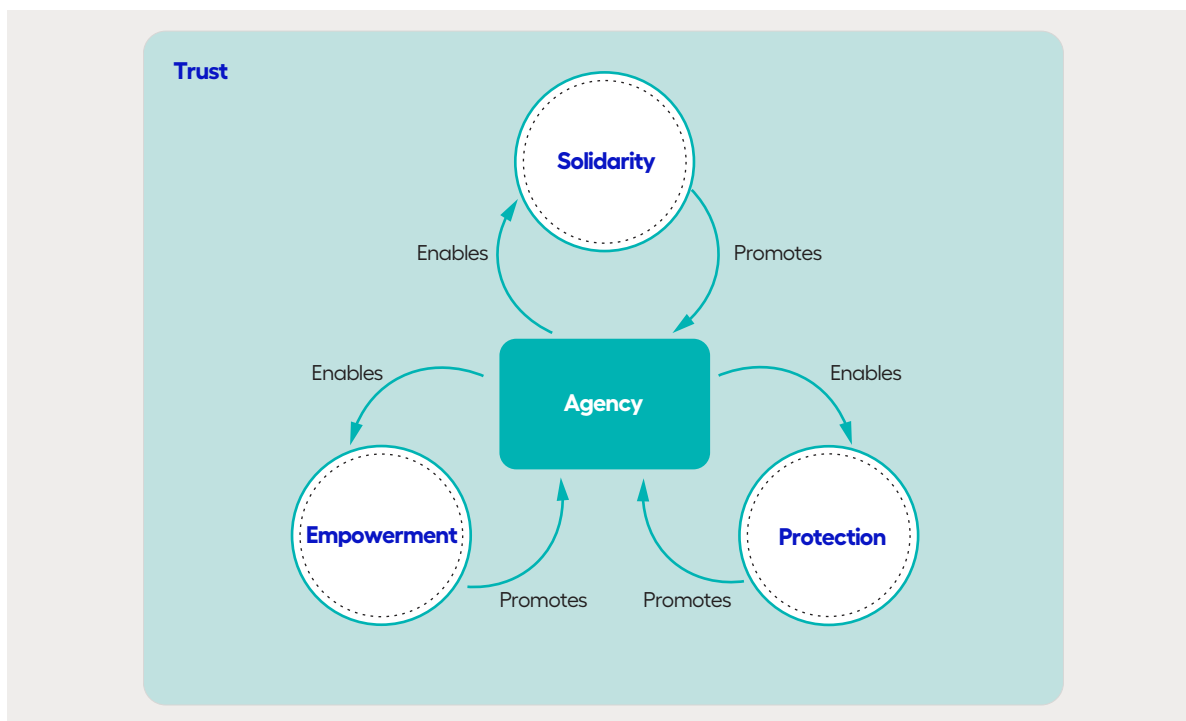 Trust
Solidarity
Enables
Promotes
Enables
Enables
Agency
Empowerment
Protection
Promotes
Promotes